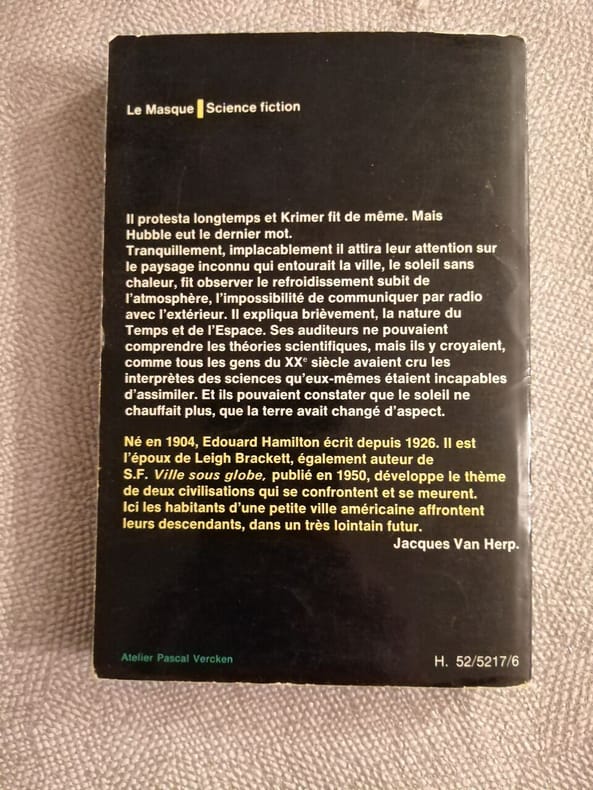 Le Masque Science fiction
Il protesta longtemps et Krimer fit de même. Mais
Hubble eut le dernier mot.
Tranquillement, implacablement il attira leur attention sur
le paysage inconnu qui entourait la ville, le soleil sans
chaleur, fit observer le refroidissement subit de
l'atmosphère, l'impossibilité de communiquer par radio
avec l'extérieur. Il expliqua brièvement, la nature du
Temps et de l'Espace. Ses auditeurs ne pouvaient
comprendre les théories scientifiques, mais ils y croyaient,
comme tous les gens du XXe siècle avaient cru les
interprètes des sciences qu'eux-mêmes étaient incapables
d'assimiler. Et ils pouvaient constater que le soleil ne
chauffait plus, que la terre avait changé d'aspect.
Né en 1904, Edouard Hamilton écrit depuis 1926. Il est
l'époux de Leigh Brackett, également auteur de
S.F. Ville sous globe, publié en 1950, développe le thème
de deux civilisations qui se confrontent et se meurent.
Ici les habitants d'une petite ville américaine affrontent
leurs descendants, dans un très lointain futur.
Jacques Van Herp.
Atelier Pascal Vercken
H. 52/5217/6